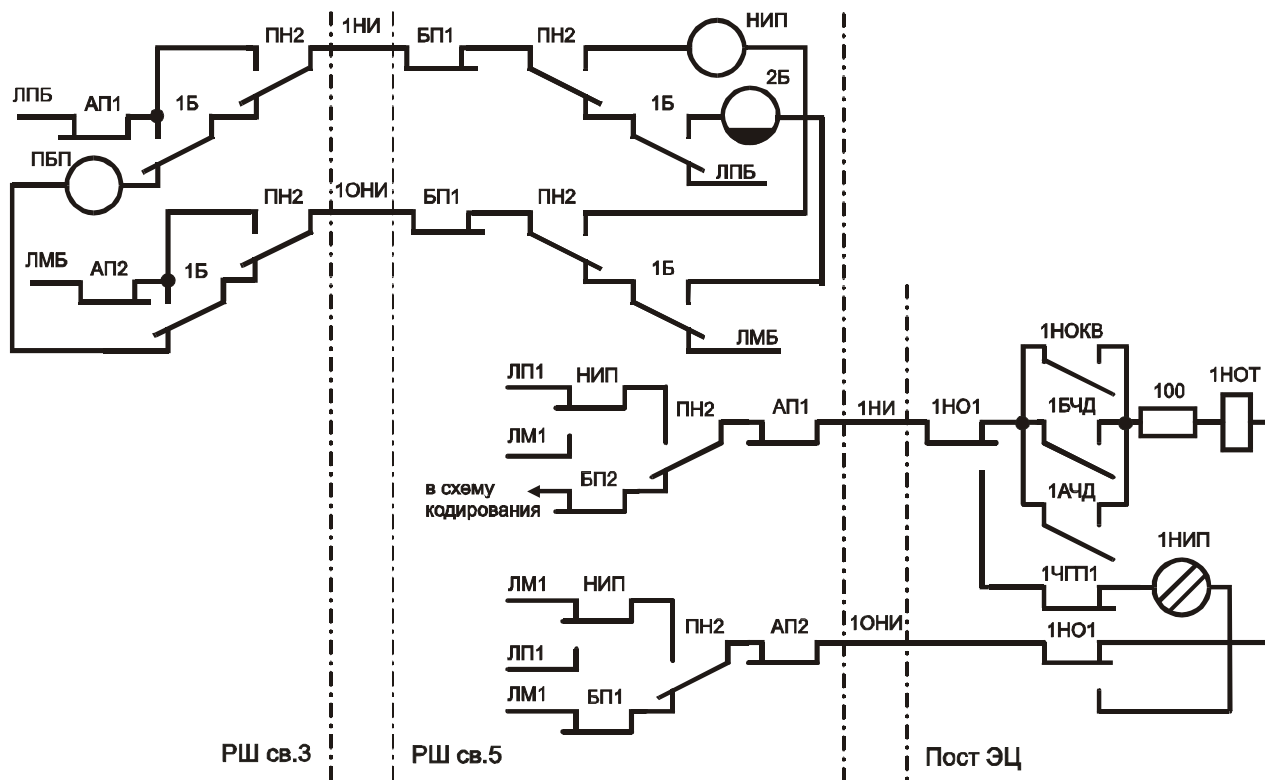 1НИ
БП1
ПН2
НИП
ПН2
2Б
ЛПБ
АП1
1Б
1Б
ПБП
ЛПБ
ПН2
1ОНИ
БП1
ПН2
ЛМБ
АП2
1Б
1Б
ЛМБ
1НОКВ
ЛП1
НИП
1НОТ
ПН2
АП1
1НИ
1НО1
1БЧД
100
ЛМ1
БП2
1АЧД
в схему
кодирования
1НИП
ЛМ1
НИП
1ЧГП1
ПН2
АП2
1ОНИ
1НО1
ЛП1
ЛМ1
БП1
РШ св.3
РШ св.5
Пост ЭЦ